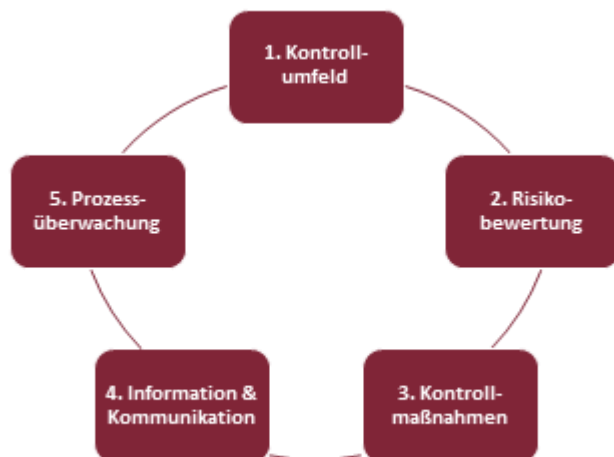 1. Kontroll-
umfeld
2. Risiko-
bewertung
3. Kontroll-
maßnahmen
4. Information &
Kommunikation
5. Prozess-
überwachung